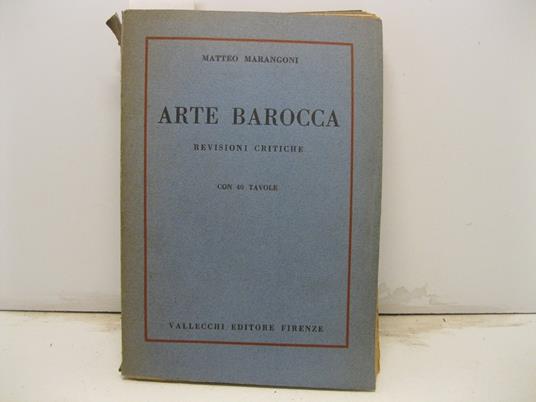 MATTEO MARANGONI
ARTE BAROCCA
REVISIONI CRITICHE
CON 40 TAVOLE
VALLECCHI EDITORE FIRENZE